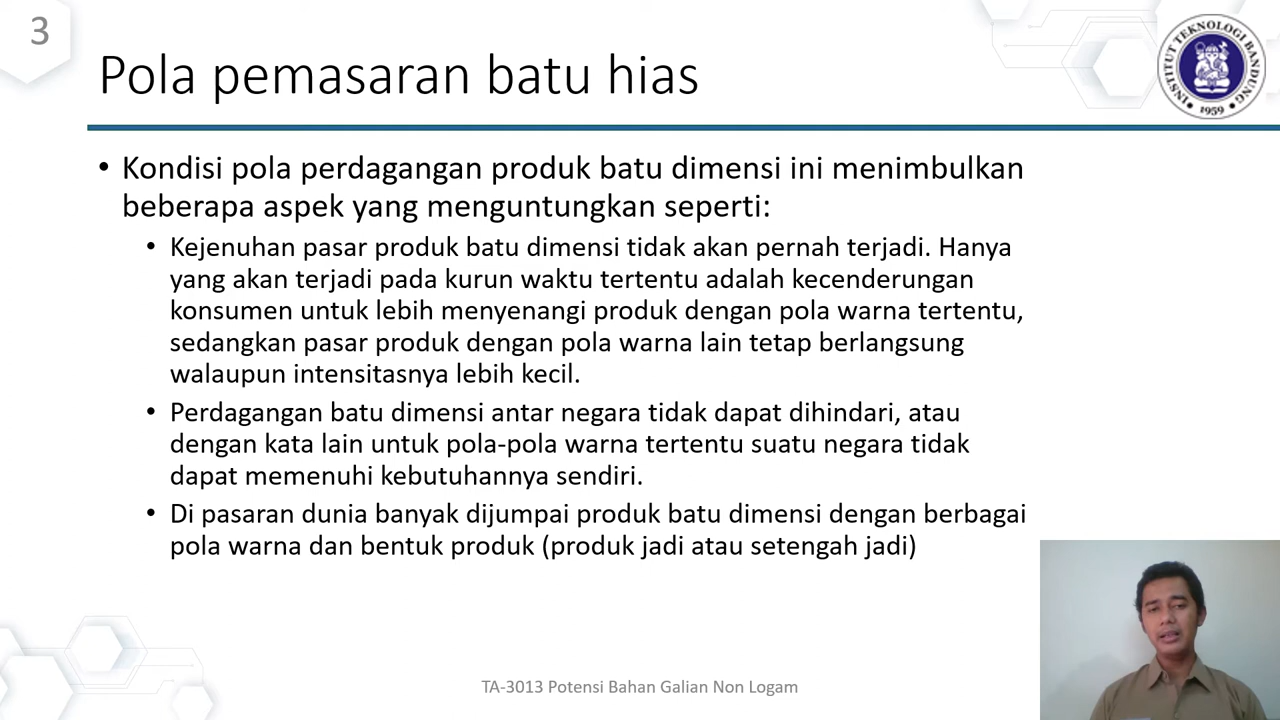 3
Pola pemasaran batu hias
INSTITUT TEKNOLOGI BANDUNG
1959
• Kondisi pola perdagangan produk batu dimensi ini menimbulkan
beberapa aspek yang menguntungkan seperti:
• Kejenuhan pasar produk batu dimensi tidak akan pernah terjadi. Hanya
yang akan terjadi pada kurun waktu tertentu adalah kecenderungan
konsumen untuk lebih menyenangi produk dengan pola warna tertentu,
sedangkan pasar produk dengan pola warna lain tetap berlangsung
walaupun intensitasnya lebih kecil.
• Perdagangan batu dimensi antar negara tidak dapat dihindari, atau
dengan kata lain untuk pola-pola warna tertentu suatu negara tidak
dapat memenuhi kebutuhannya sendiri.
• Di pasaran dunia banyak dijumpai produk batu dimensi dengan berbagai
pola warna dan bentuk produk (produk jadi atau setengah jadi)
TA-3013 Potensi Bahan Galian Non Logam